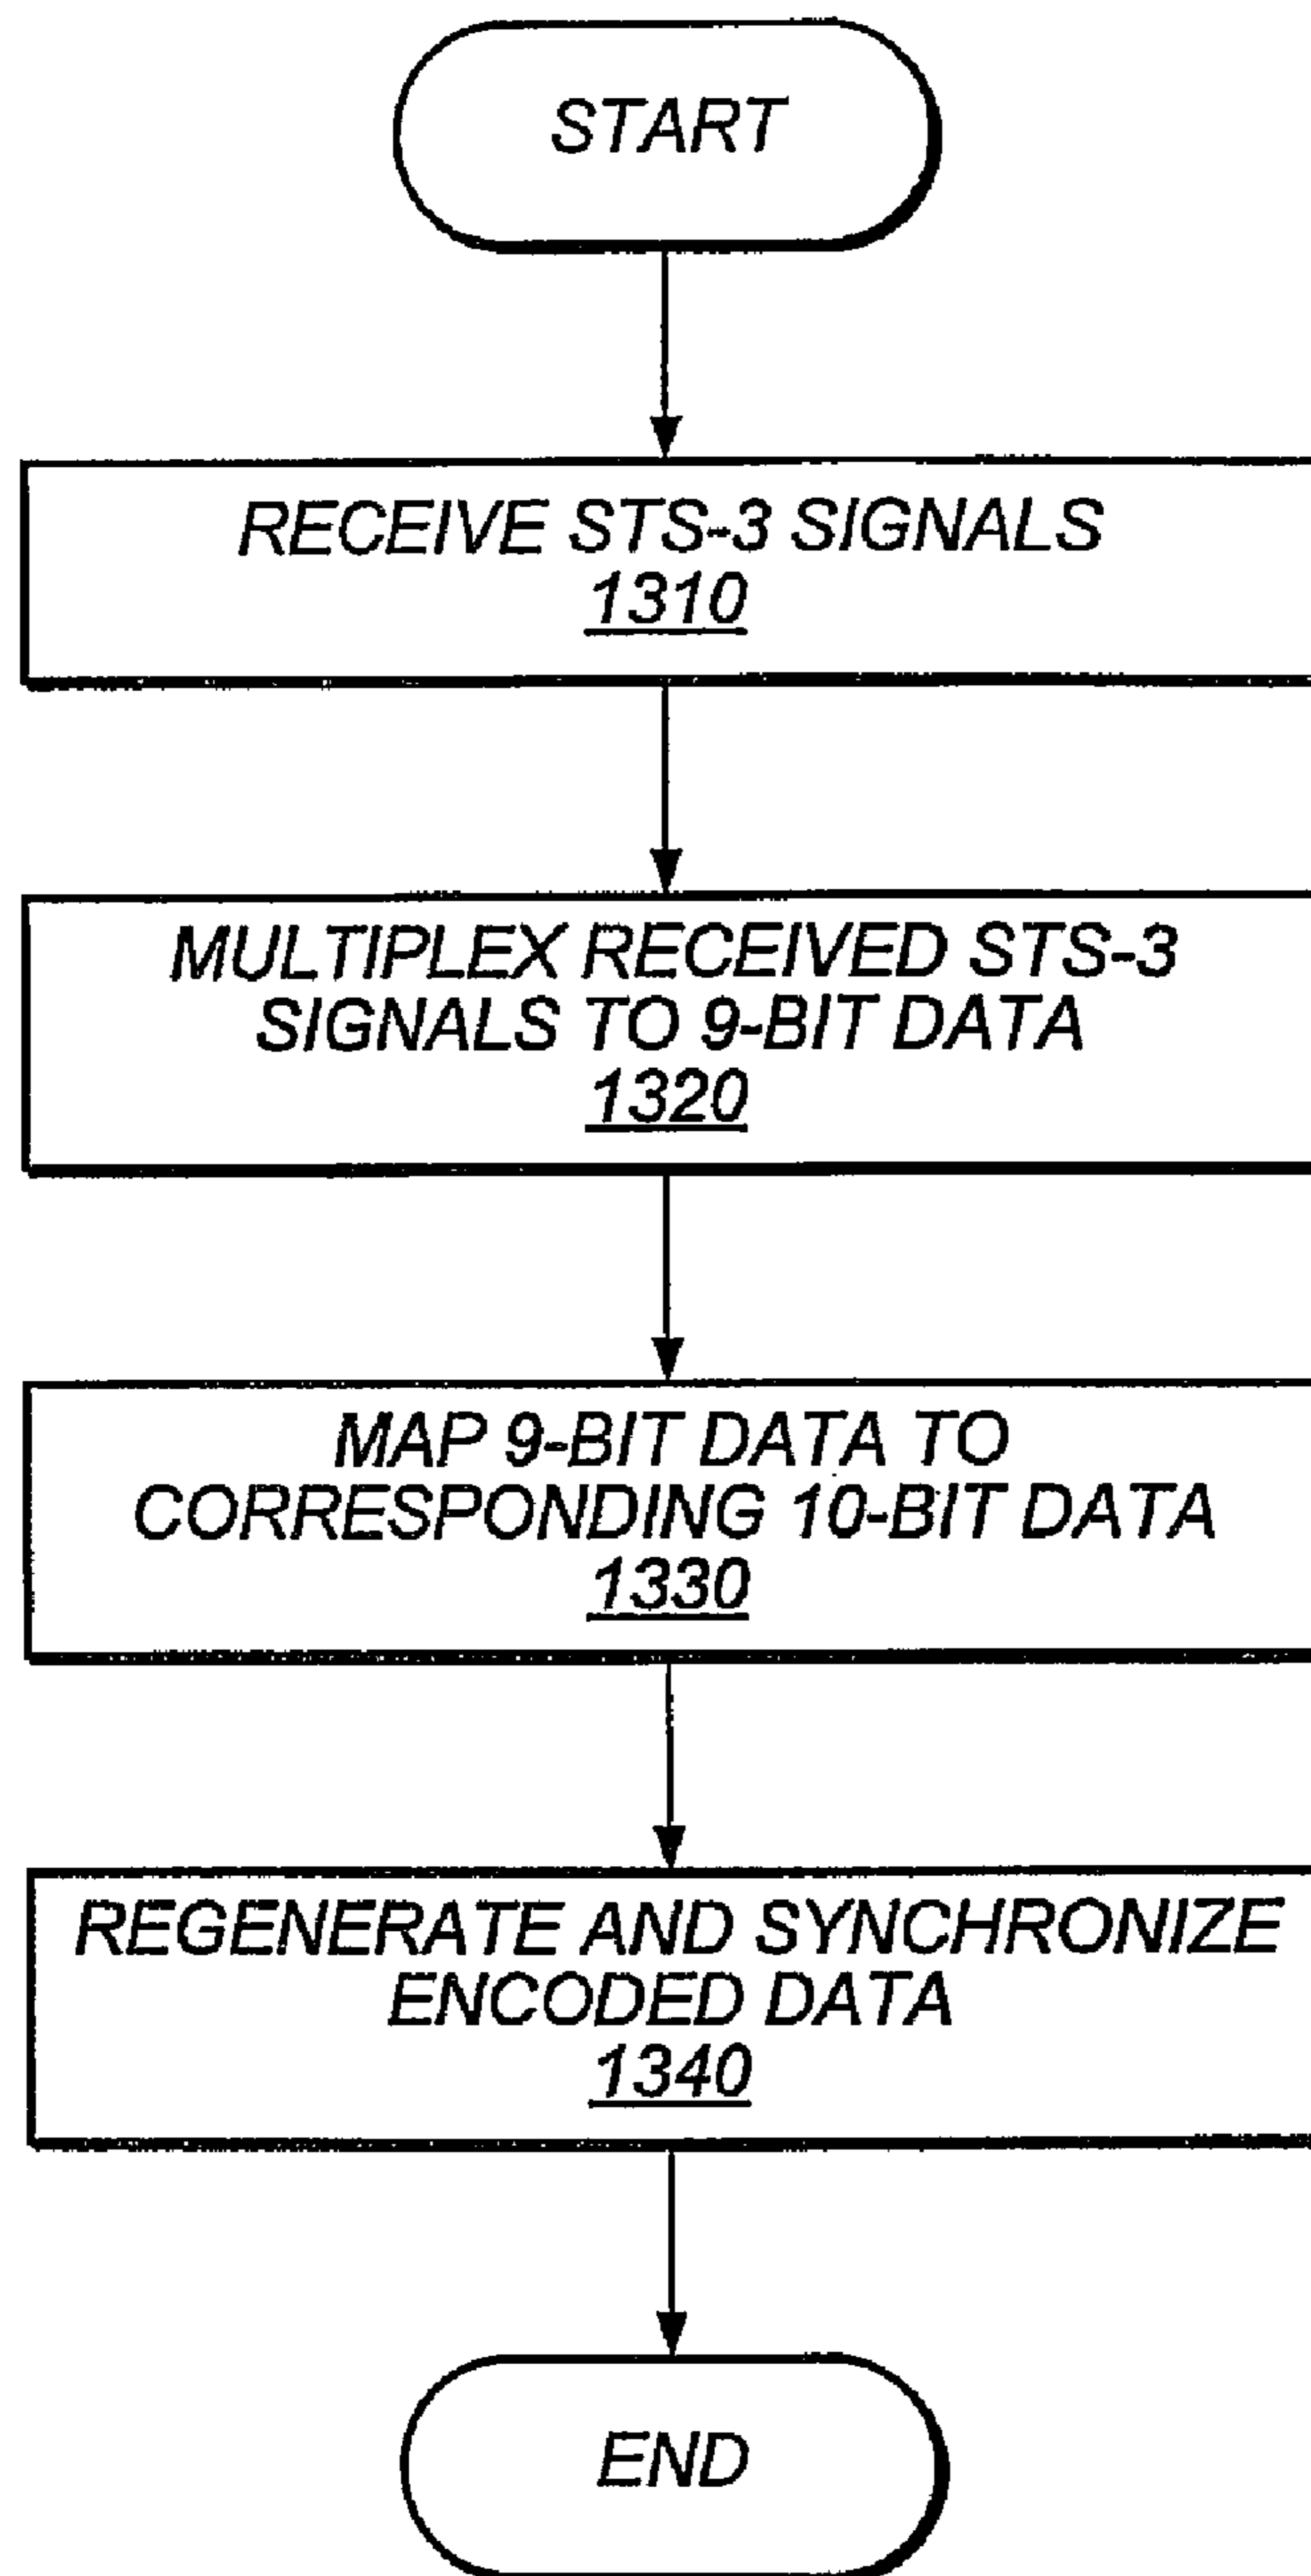 START
RECEIVE STS-3 SIGNALS
1310
MULTIPLEX RECEIVED STS-3
SIGNALS TO 9-BIT DATA
1320
MAP 9-BIT DATA TO
CORRESPONDING 10-BIT DATA
1330
REGENERATE AND SYNCHRONIZE
ENCODED DATA
1340
END